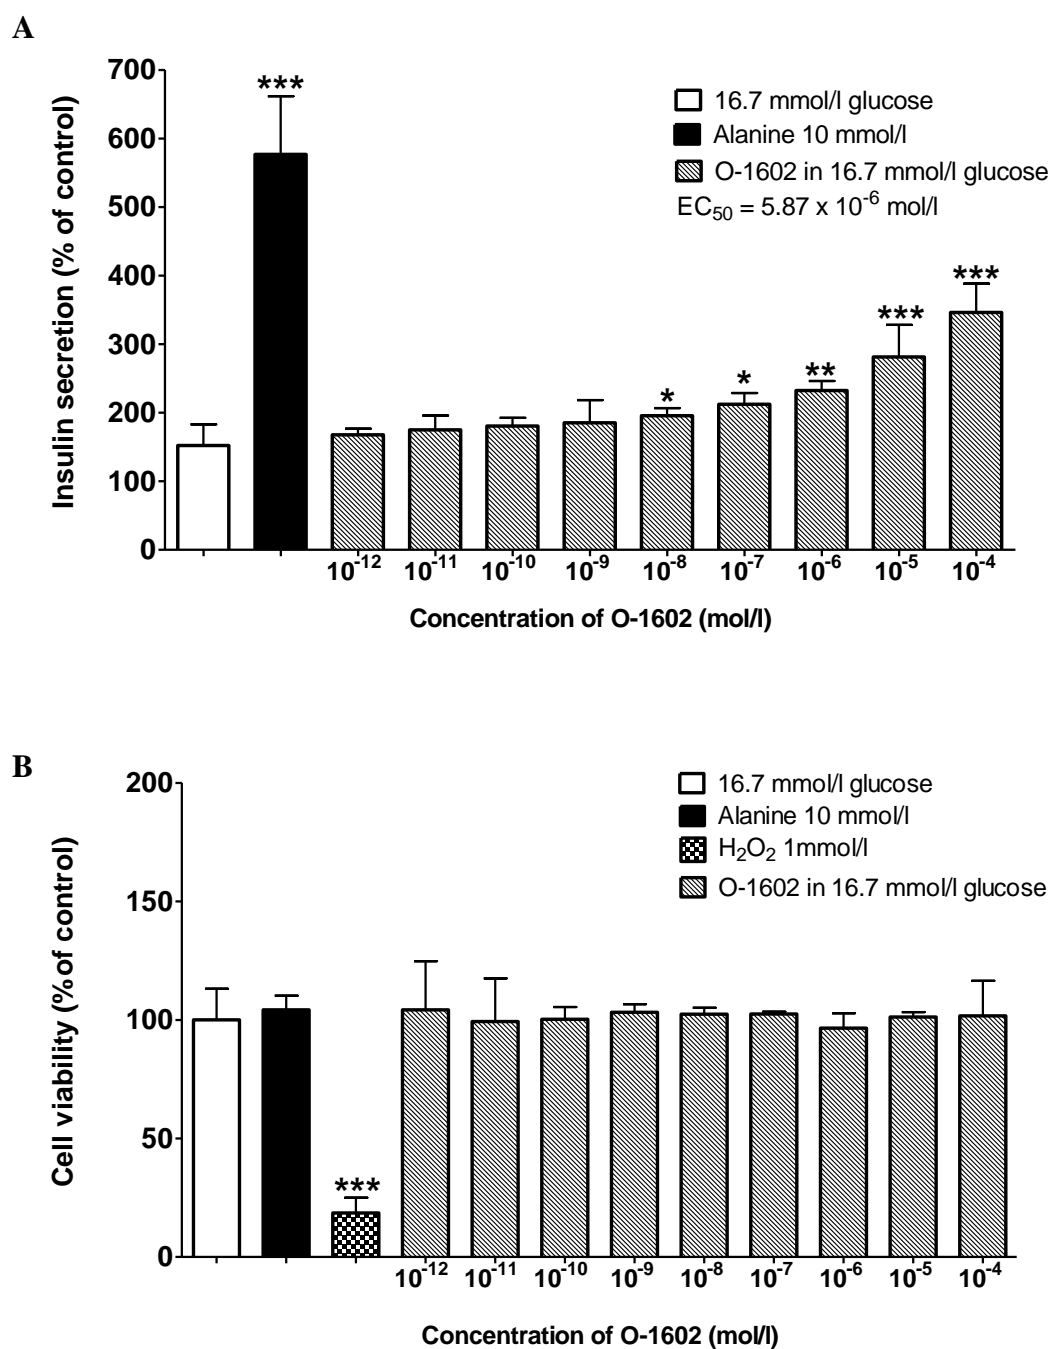 A
Insulin secretion (% of control)
700
600
500
400
300
200
100
0
***
*
*
**
***
***
16.7 mmol/l glucose
Alanine 10 mmol/l
O-1602 in 16.7 mmol/l glucose
EC50 = 5.87 x 10-6 mol/l
10-12 10-11 10-10 10-9 10-8 10-7 10-6 10-5 10-4
Concentration of O-1602 (mol/l)
B
Cell viability (% of control)
200
150
100
50
0
***
16.7 mmol/l glucose
Alanine 10 mmol/l
H2O2 1mmol/l
O-1602 in 16.7 mmol/l glucose
10-12 10-11 10-10 10-9 10-8 10-7 10-6 10-5 10-4
Concentration of O-1602 (mol/l)